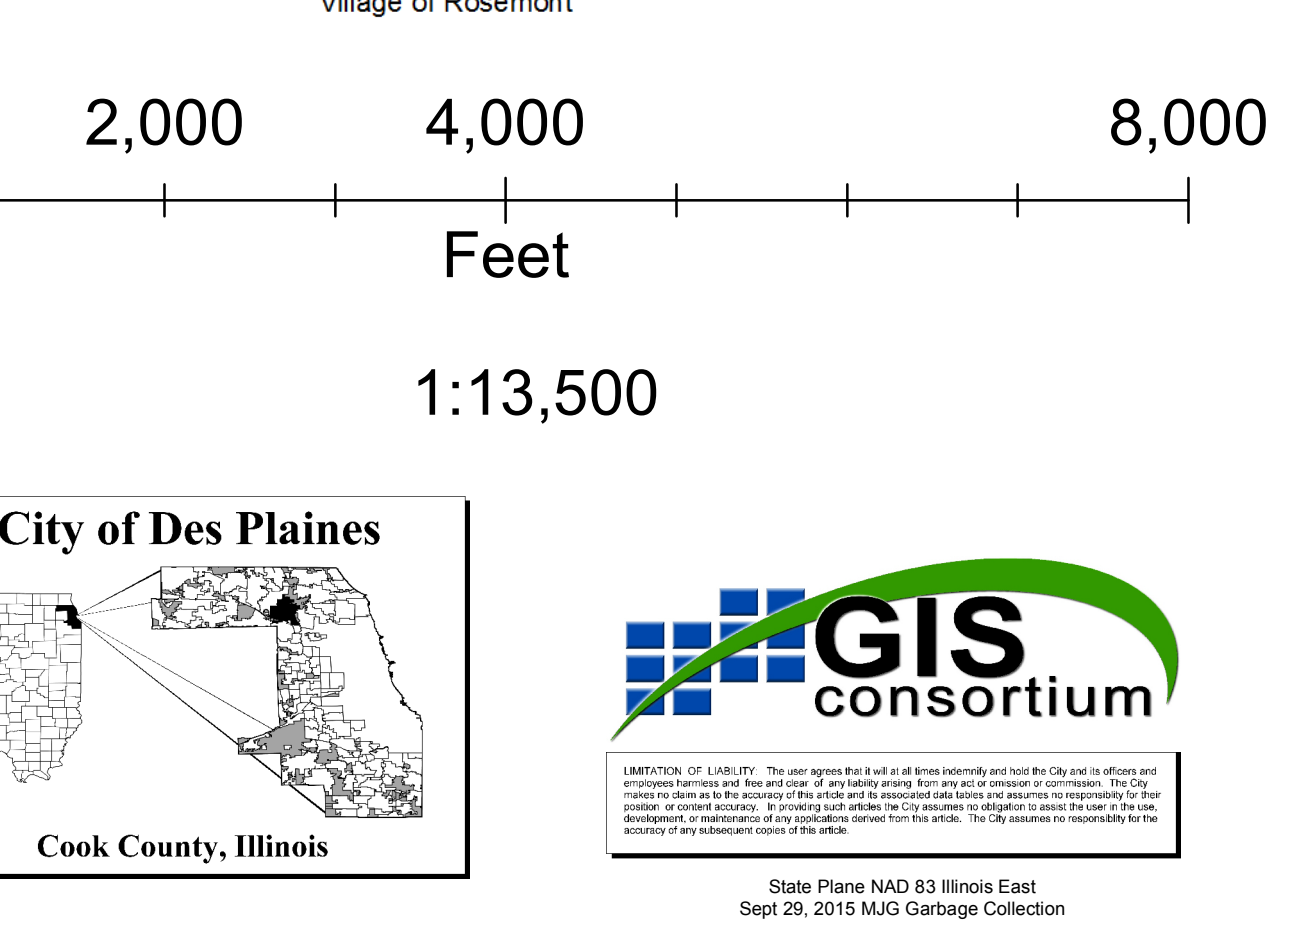 Village of Rosemont
2,000 4,000 8,000
Feet
1:13,500
City of Des Plaines
Cook County, Illinois
GIS
consortium
LIMITATION OF LIABILITY: The user agrees that it will at all times indemnify and hold the City and its officers and
employees harmless and free and clear of any liability arising from any act or omission or commission. The City
makes no claim as to the accuracy of this article and its associated data tables and assumes no responsiblity for their
position or content accuracy. In providing such articles the City assumes no obligation to assist the user in the use,
development, or maintenance of any applications derived from this article. The City assumes no responsiblity for the
accuracy of any subsequent copies of this article.
State Plane NAD 83 Illinois East
Sept 29, 2015 MJG Garbage Collection